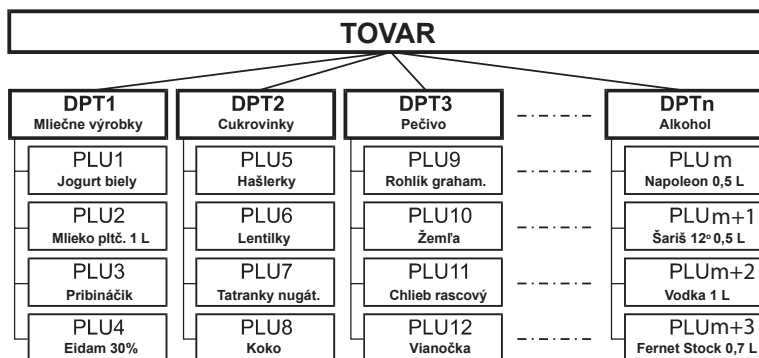 TOVAR
DPT1
Mliečne výrobky
PLU1
Jogurt biely
PLU2
Mlieko pltč. 1 L
PLU3
Pribináčik
PLU4
Eidam 30%
DPT2
Cukrovinky
PLU5
Hašlerky
PLU6
Lentilky
PLU7
Tatranky nugát.
PLU8
Koko
DPT3
Pečivo
PLU9
Rohlík graham.
PLU10
Žemľa
PLU11
Chlieb rascový
PLU12
Vianočka
DPTn
Alkohol
PLU m
Napoleon 0,5 L
PLUm+1
Šariš 12º 0,5 L
PLUm+2
Vodka 1 L
PLUm+3
Fernet Stock 0,7 L